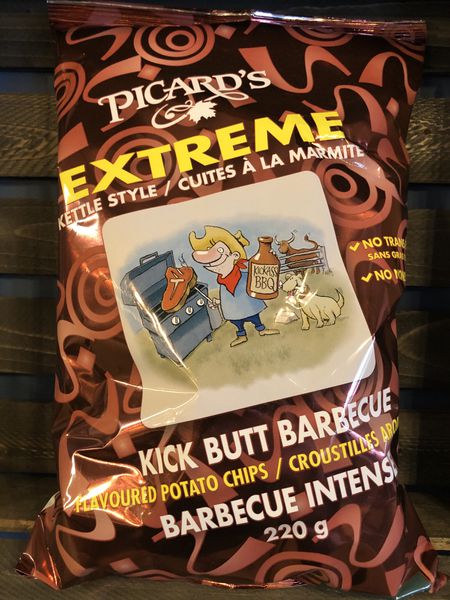 PICARD'S
EXTREME
KETTLE STYLE / CUITES À LA MARMITE
NO TRANS
SANS
NO
KICKASS
BBQ
KICK BUTT BARBECUE
FLAVOURED POTATO CHIPS / CROUSTILLES
BARBECUE INTENSE
220 g